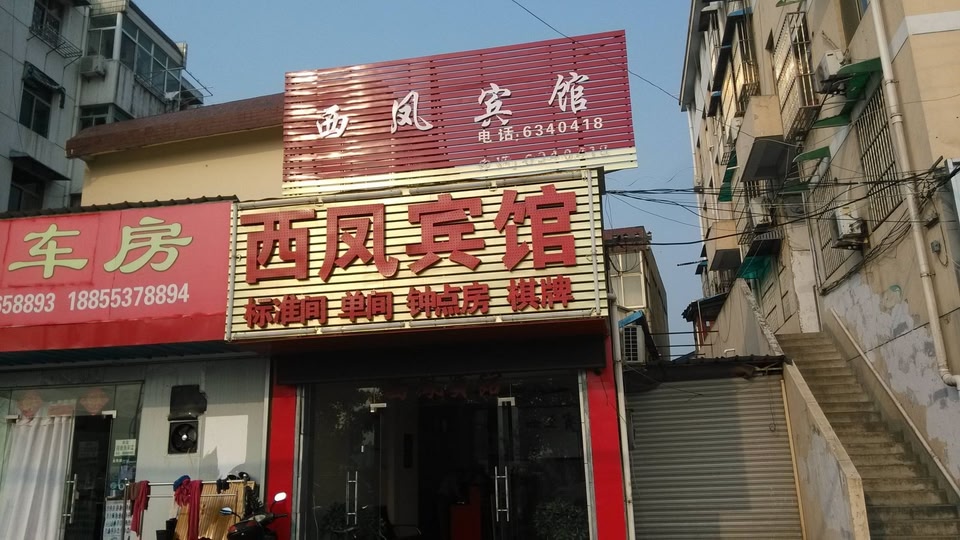 西凤宾馆
电话:6340418
西凤宾馆
标准间 单间 钟点房 棋牌
车房
58893 18855378894